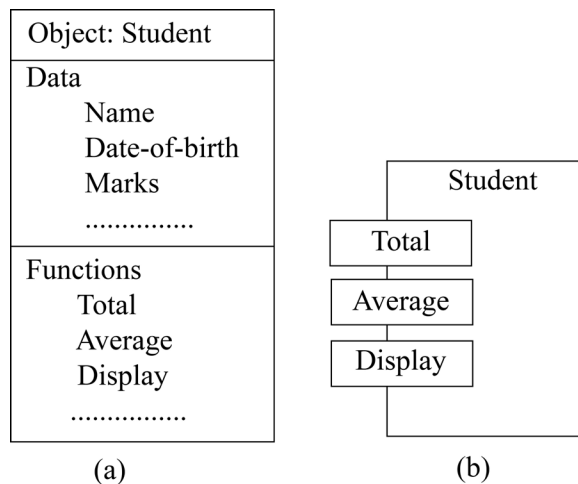 Object: Student
Data
Name
Date-of-birth
Marks
...............
Functions
Total
Average
Display
................
(a)
Student
Total
Average
Display
(b)